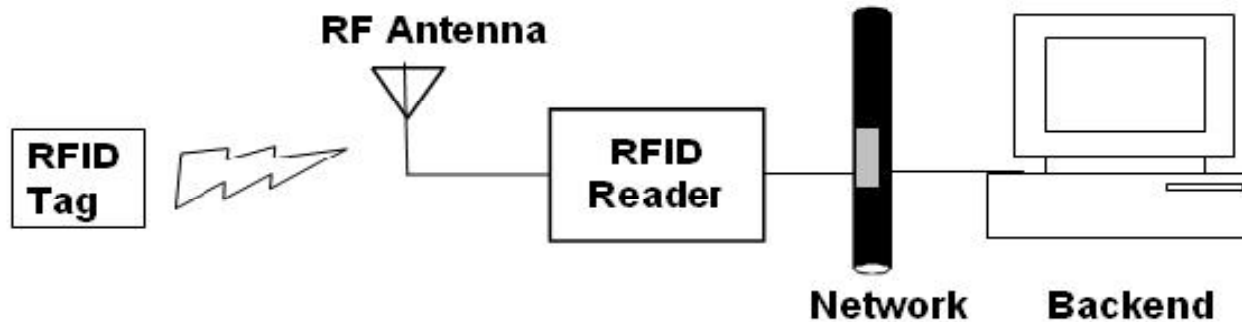 RF Antenna
RFID
Tag
RFID
Reader
Network
Backend